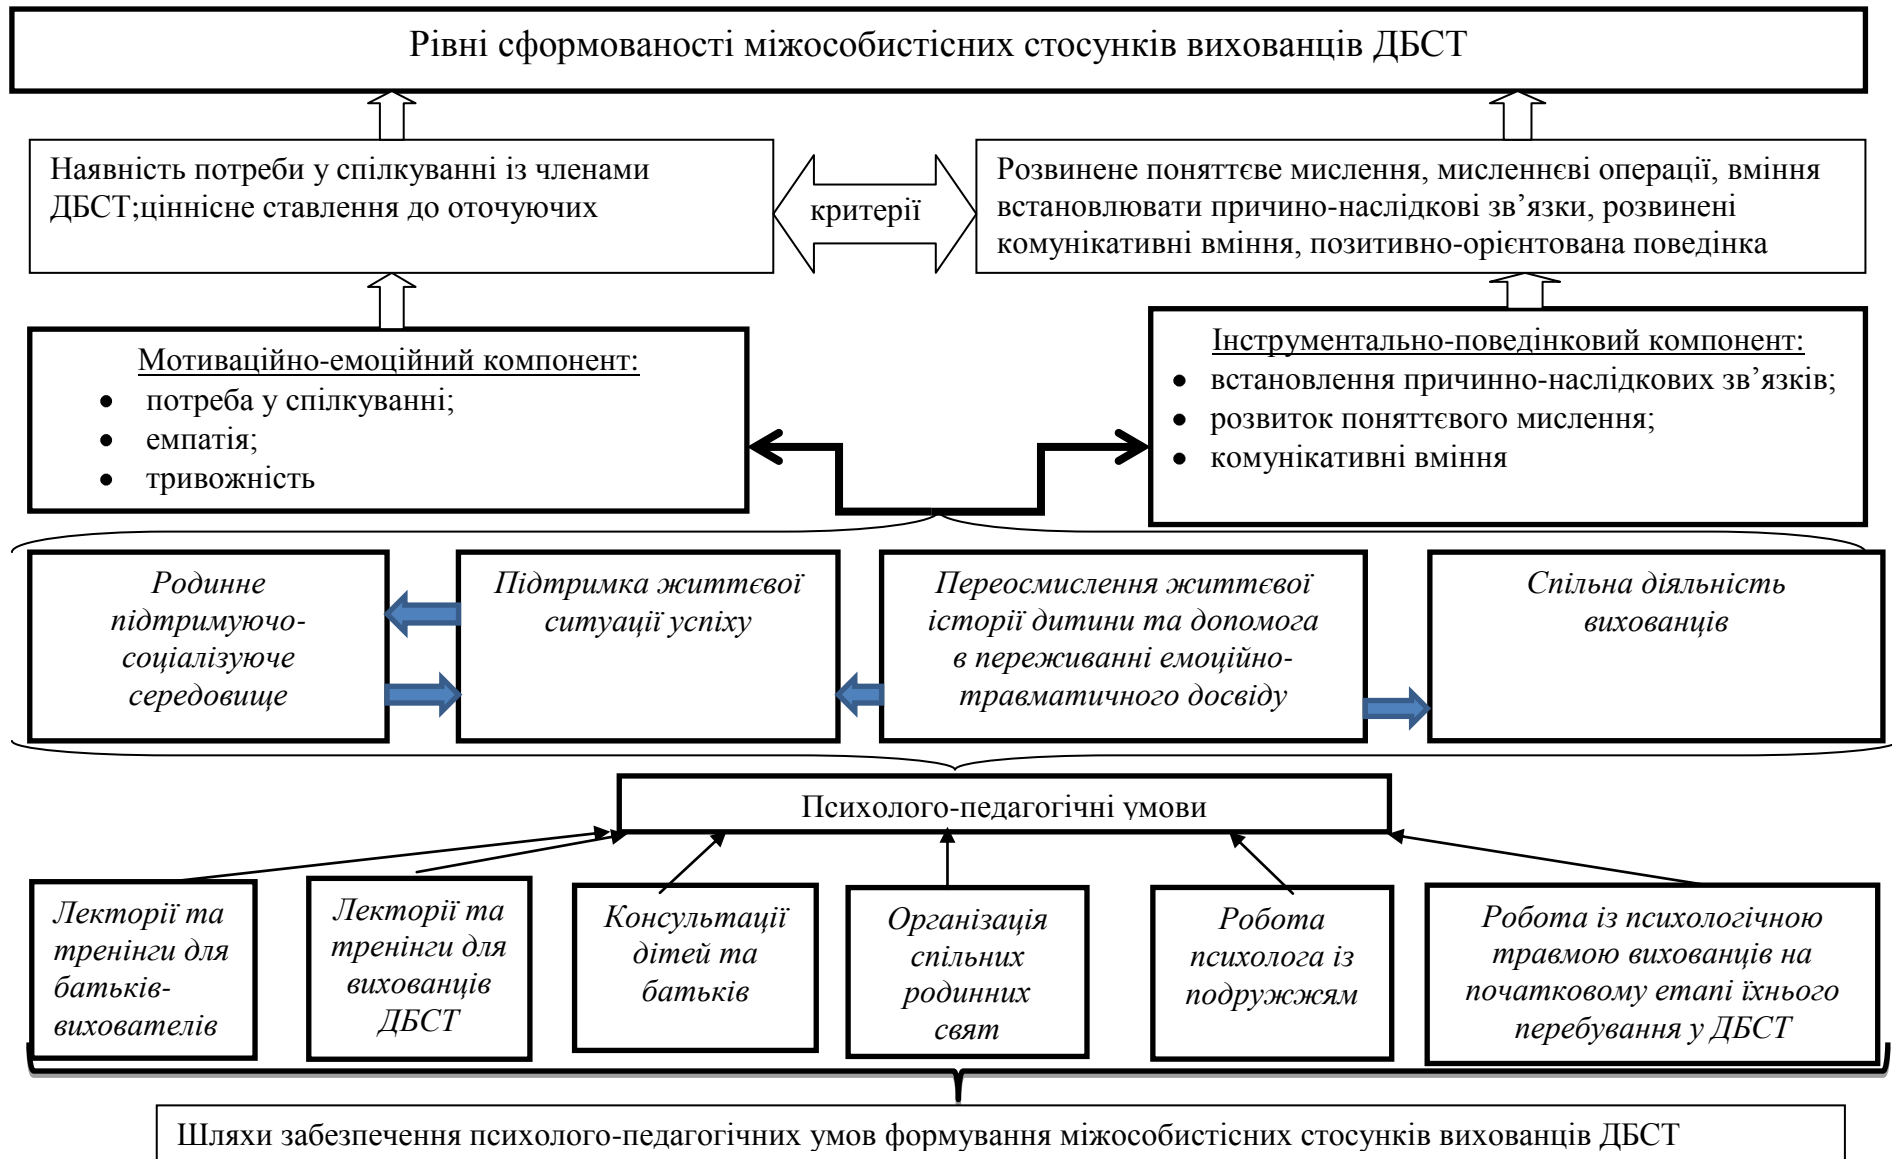 Рівні сформованості міжособистісних стосунків вихованців ДБСТ
Наявність потреби у спілкуванні із членами
ДБСТ;ціннісне ставлення до оточуючих
критерії
Розвинене поняттєве мислення, мисленнєві операції, вміння
встановлювати причино-наслідкові зв’язки, розвинені
комунікативні вміння, позитивно-орієнтована поведінка
Мотиваційно-емоційний компонент:
• потреба у спілкуванні;
• емпатія;
• тривожність
Інструментально-поведінковий компонент:
• встановлення причинно-наслідкових зв’язків;
• розвиток поняттєвого мислення;
• комунікативні вміння
Родинне
підтримуючо-
соціалізуюче
середовище
Підтримка життєвої
ситуації успіху
Переосмислення життєвої
історії дитини та допомога
в переживанні емоційно-
травматичного досвіду
Спільна діяльність
вихованців
Психолого-педагогічні умови
Лекторії та
тренінги для
батьків-
вихователів
Лекторії та
тренінги для
вихованців
ДБСТ
Консультації
дітей та
батьків
Організація
спільних
родинних
свят
Робота
психолога із
подружжям
Робота із психологічною
травмою вихованців на
початковому етапі їхнього
перебування у ДБСТ
Шляхи забезпечення психолого-педагогічних умов формування міжособистісних стосунків вихованців ДБСТ